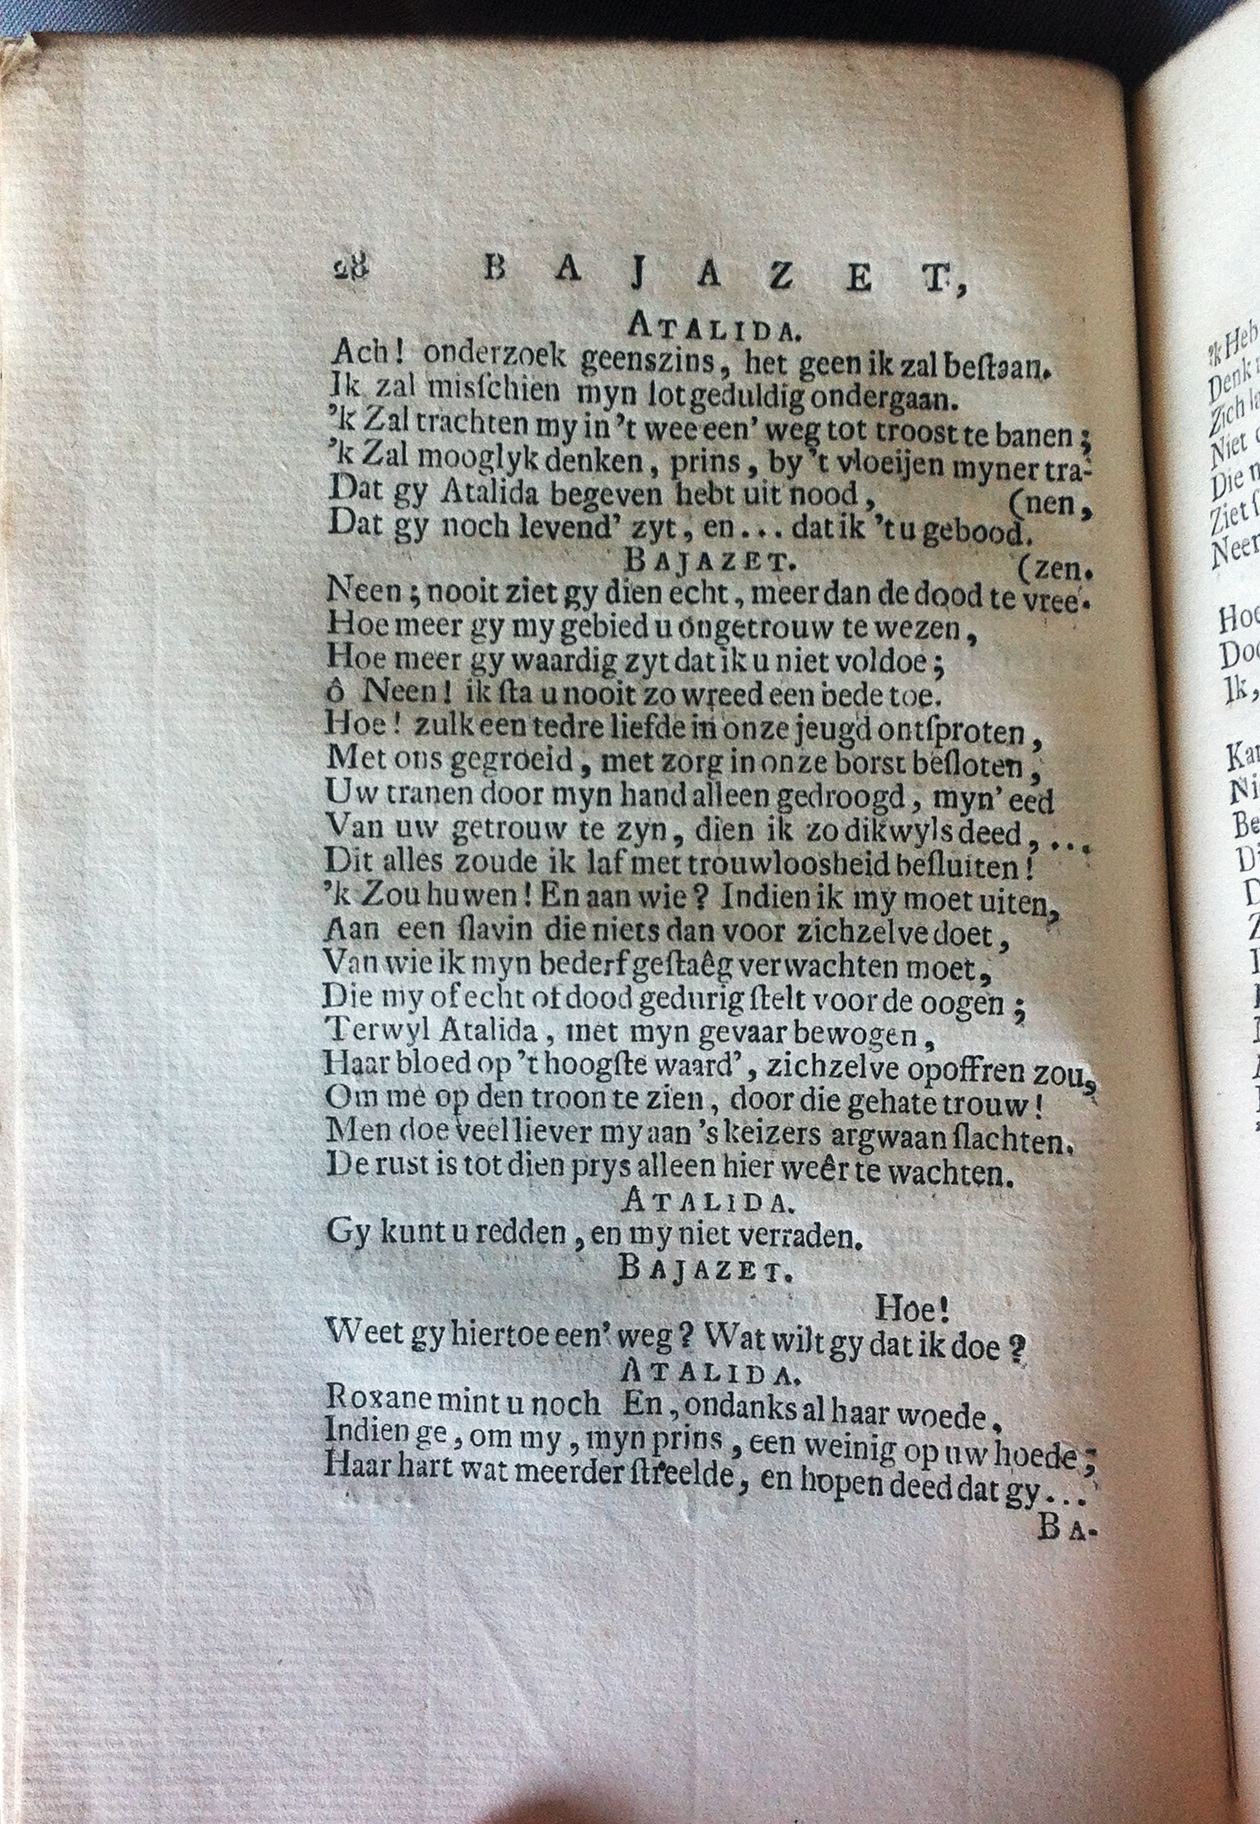 28 BAJAZET,
ATALIDA.
Ach! onderzoek geenszins, het geen ik zal beſtaan.
Ik zal misſchien myn lot geduldig ondergaan.
'k Zal trachten my in 't wee een' weg tot troost te banen;
'k Zal mooglyk denken, prins, by 't vloeijen myner tra-
Dat gy Atalida begeven hebt uit nood, (nen,
Dat gy noch levend' zyt, en... dat ik 't u gebood.
BAJAZET. (zen.
Neen; nooit ziet gy dien echt, meer dan de dood te vree-
Hoe meer gy my gebied u ongetrouw te wezen,
Hoe meer gy waardig zyt dat ik u niet voldoe;
ô Neen! ik ſta u nooit zo wreed een bede toe.
Hoe! zulk een tedre liefde in onze jeugd ontſproten,
Met ons gegroeid, met zorg in onze borst beſloten,
Uw tranen door myn hand alleen gedroogd, myn' eed
Van uw getrouw te zyn, dien ik zo dikwyls deed,...
Dit alles zoude ik laf met trouwloosheid beſluiten!
'k Zou huwen! En aan wie? Indien ik my moet uiten,
Aan een ſlavin die niets dan voor zichzelve doet,
Van wie ik myn bederf geſtaêg verwachten moet,
Die my of echt of dood gedurig ſtelt voor de oogen;
Terwyl Atalida, met myn gevaar bewogen,
Haar bloed op 't hoogſte waard', zichzelve opoffren zou,
Om me op den troon te zien, door die gehate trouw!
Men doe veel liever my aan 's keizers argwaan ſlachten.
De rust is tot dien prys alleen hier weêr te wachten.
ATALIDA.
Gy kunt u redden, en my niet verraden.
BAJAZET.
Hoe!
Weet gy hiertoe een' weg? Wat wilt gy dat ik doe?
ATALIDA.
Roxane mint u noch En, ondanks al haar woede,
Indien ge, om my, myn prins, een weinig op uw hoede;
Haar hart wat meerder ſtreelde, en hopen deed dat gy...
BA-
'k Heb
Denk
Zich
Niet
Die
Ziet
Neer
Hoe
Ik,